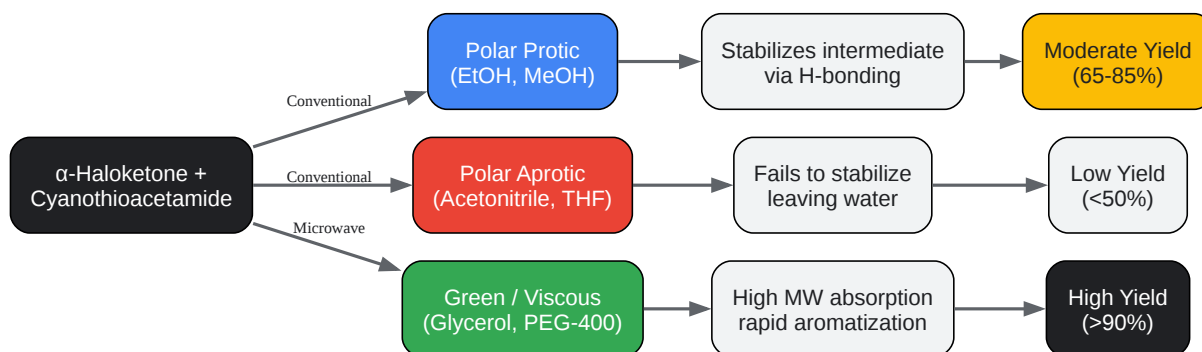 α-Haloketone +
Cyanothioacetamide
Conventional
Polar Protic
(EtOH, MeOH)
Stabilizes intermediate
via H-bonding
Moderate Yield
(65-85%)
Conventional
Polar Aprotic
(Acetonitrile, THF)
Fails to stabilize
leaving water
Low Yield
(<50%)
Microwave
Green / Viscous
(Glycerol, PEG-400)
High MW absorption
rapid aromatization
High Yield
(>90%)